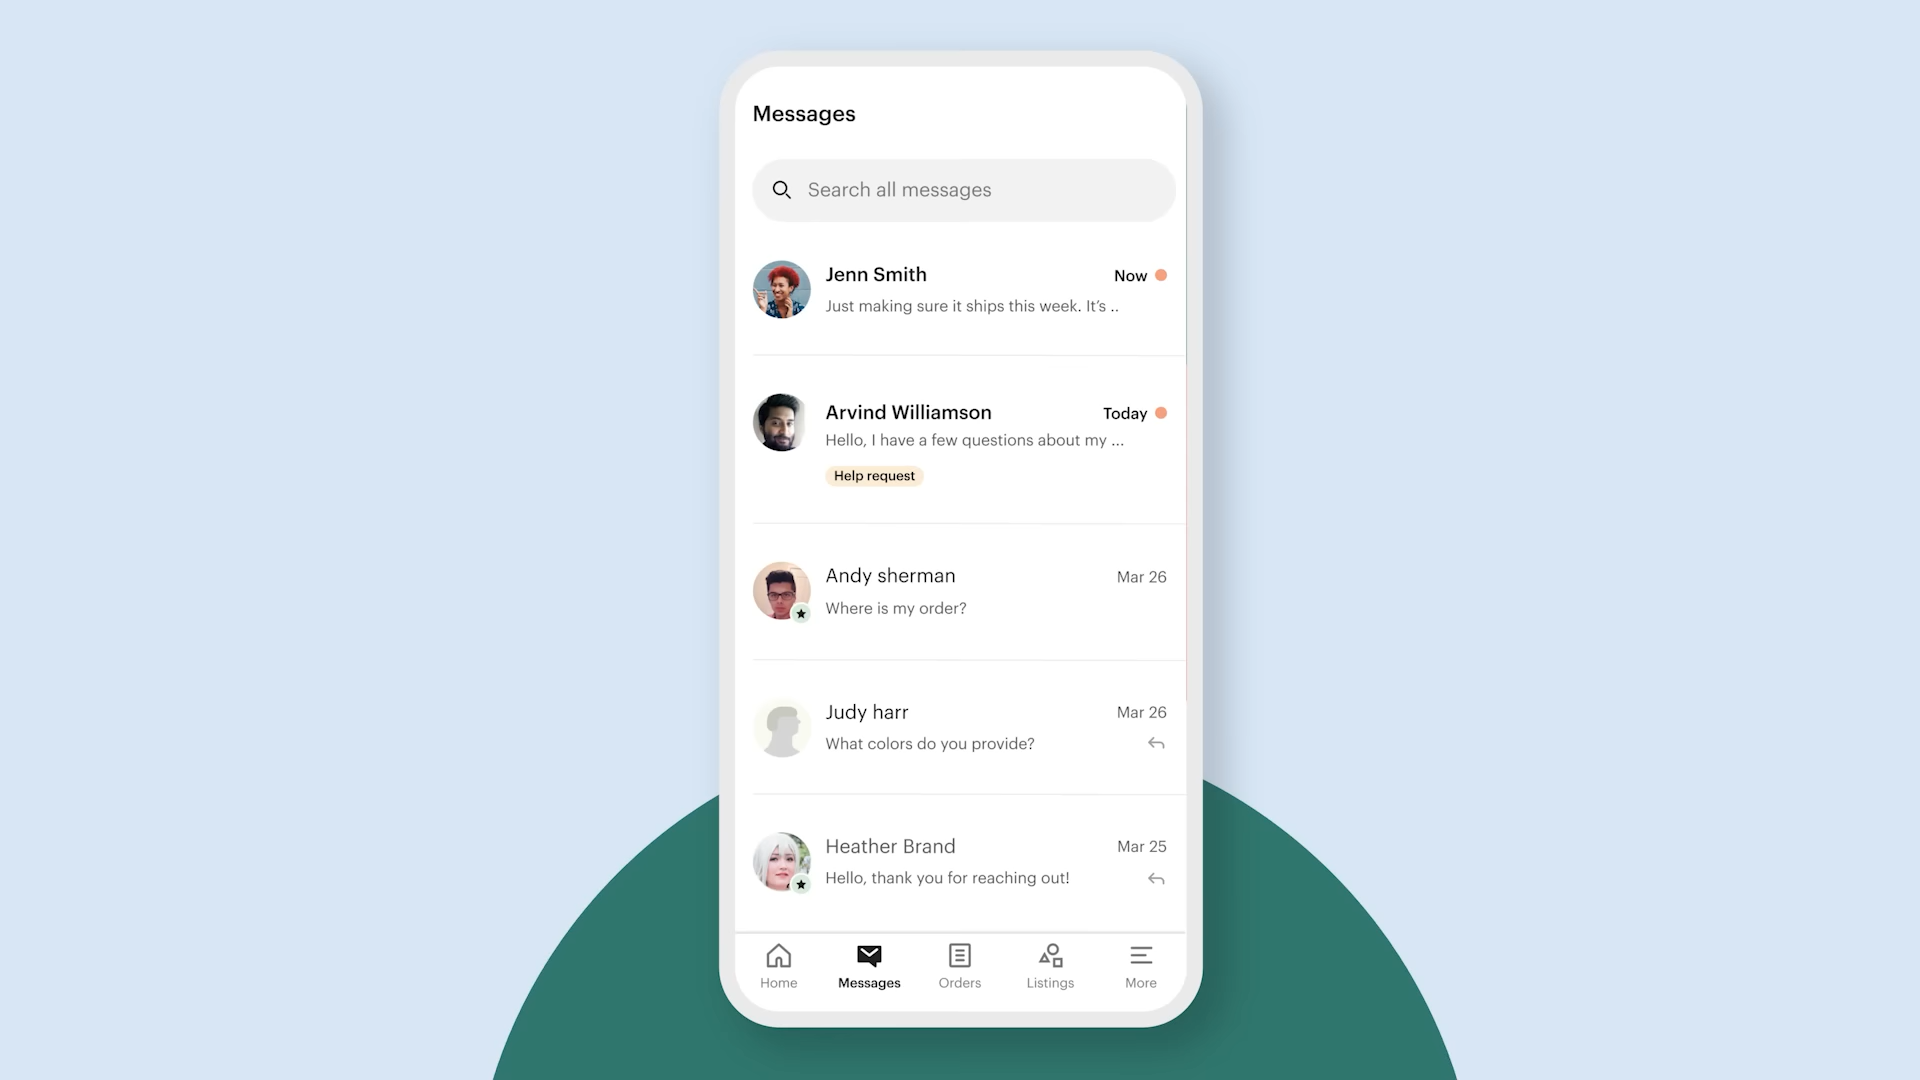 Messages
Search all messages
Jenn Smith
Now
Just making sure it ships this week. It’s ..
Arvind Williamson
Today
Hello, I have a few questions about my ...
Help request
Andy sherman
Mar 26
Where is my order?
Judy harr
Mar 26
What colors do you provide?
Heather Brand
Mar 25
Hello, thank you for reaching out!
Home
Messages
Orders
Listings
More